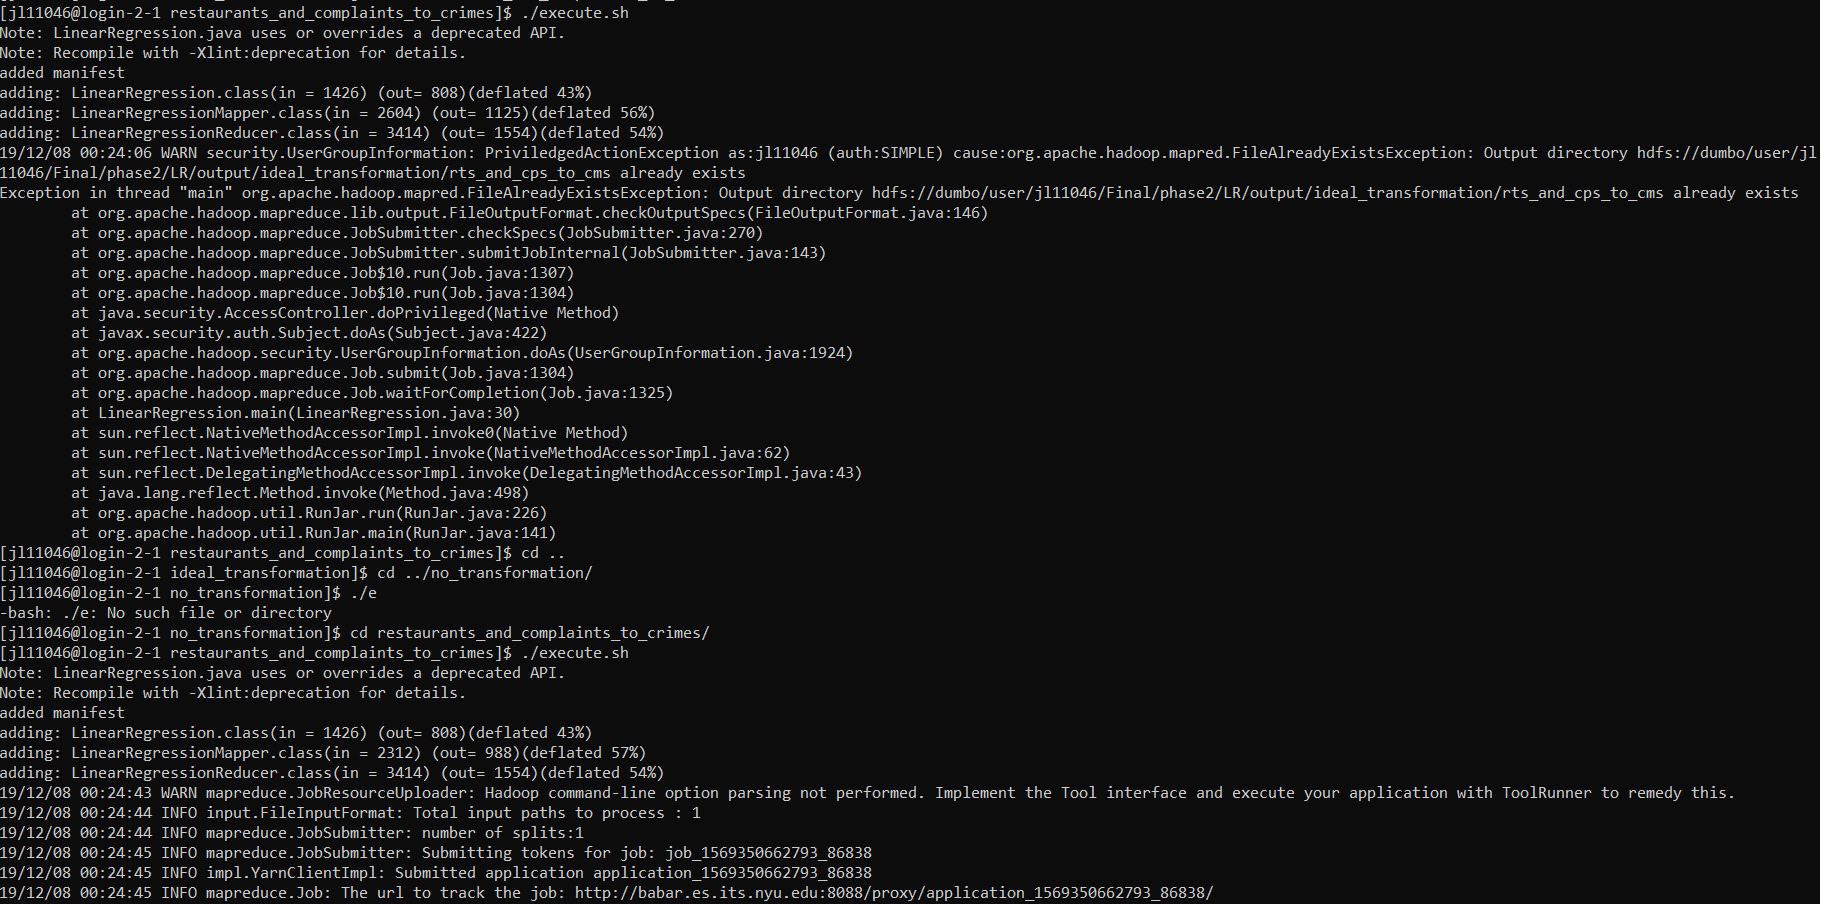 [jl11046@login-2-1 restaurants_and_complaints_to_crimes]$ ./execute.sh
Note: LinearRegression.java uses or overrides a deprecated API.
Note: Recompile with -Xlint:deprecation for details.
added manifest
adding: LinearRegression.class(in = 1426) (out= 808)(deflated 43%)
adding: LinearRegressionMapper.class(in = 2604) (out= 1125)(deflated 56%)
adding: LinearRegressionReducer.class(in = 3414) (out= 1554)(deflated 54%)
19/12/08 00:24:06 WARN security.UserGroupInformation: PriviledgedActionException as:jl11046 (auth:SIMPLE) cause:org.apache.hadoop.mapred.FileAlreadyExistsException: Output directory hdfs://dumbo/user/jl
11046/Final/phase2/LR/output/ideal_transformation/rts_and_cps_to_cms already exists
Exception in thread "main" org.apache.hadoop.mapred.FileAlreadyExistsException: Output directory hdfs://dumbo/user/jl11046/Final/phase2/LR/output/ideal_transformation/rts_and_cps_to_cms already exists
        at org.apache.hadoop.mapreduce.lib.output.FileOutputFormat.checkOutputSpecs(FileOutputFormat.java:146)
        at org.apache.hadoop.mapreduce.JobSubmitter.checkSpecs(JobSubmitter.java:270)
        at org.apache.hadoop.mapreduce.JobSubmitter.submitJobInternal(JobSubmitter.java:143)
        at org.apache.hadoop.mapreduce.Job$10.run(Job.java:1307)
        at org.apache.hadoop.mapreduce.Job$10.run(Job.java:1304)
        at java.security.AccessController.doPrivileged(Native Method)
        at javax.security.auth.Subject.doAs(Subject.java:422)
        at org.apache.hadoop.security.UserGroupInformation.doAs(UserGroupInformation.java:1924)
        at org.apache.hadoop.mapreduce.Job.submit(Job.java:1304)
        at org.apache.hadoop.mapreduce.Job.waitForCompletion(Job.java:1325)
        at LinearRegression.main(LinearRegression.java:30)
        at sun.reflect.NativeMethodAccessorImpl.invoke0(Native Method)
        at sun.reflect.NativeMethodAccessorImpl.invoke(NativeMethodAccessorImpl.java:62)
        at sun.reflect.DelegatingMethodAccessorImpl.invoke(DelegatingMethodAccessorImpl.java:43)
        at java.lang.reflect.Method.invoke(Method.java:498)
        at org.apache.hadoop.util.RunJar.run(RunJar.java:226)
        at org.apache.hadoop.util.RunJar.main(RunJar.java:141)
[jl11046@login-2-1 restaurants_and_complaints_to_crimes]$ cd ..
[jl11046@login-2-1 ideal_transformation]$ cd ../no_transformation/
[jl11046@login-2-1 no_transformation]$ ./e
-bash: ./e: No such file or directory
[jl11046@login-2-1 no_transformation]$ cd restaurants_and_complaints_to_crimes/
[jl11046@login-2-1 restaurants_and_complaints_to_crimes]$ ./execute.sh
Note: LinearRegression.java uses or overrides a deprecated API.
Note: Recompile with -Xlint:deprecation for details.
added manifest
adding: LinearRegression.class(in = 1426) (out= 808)(deflated 43%)
adding: LinearRegressionMapper.class(in = 2312) (out= 988)(deflated 57%)
adding: LinearRegressionReducer.class(in = 3414) (out= 1554)(deflated 54%)
19/12/08 00:24:43 WARN mapreduce.JobResourceUploader: Hadoop command-line option parsing not performed. Implement the Tool interface and execute your application with ToolRunner to remedy this.
19/12/08 00:24:44 INFO input.FileInputFormat: Total input paths to process : 1
19/12/08 00:24:44 INFO mapreduce.JobSubmitter: number of splits:1
19/12/08 00:24:45 INFO mapreduce.JobSubmitter: Submitting tokens for job: job_1569350662793_86838
19/12/08 00:24:45 INFO impl.YarnClientImpl: Submitted application application_1569350662793_86838
19/12/08 00:24:45 INFO mapreduce.Job: The url to track the job: http://babar.es.its.nyu.edu:8088/proxy/application_1569350662793_86838/